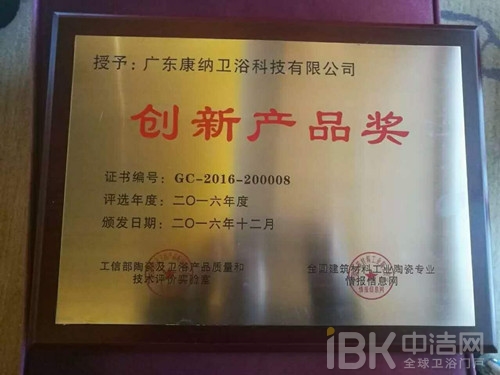 授予：广东康纳卫浴科技有限公司
创新产品奖
证书编号：GC-2016-200008
评选年度：二〇一六年度
颁发日期：二〇一六年十二月
工信部陶瓷及卫浴产品质量和
技术评价实验室
全国建筑材料工业陶瓷专业
情报信息网
iBK中洁网
全球卫浴门户